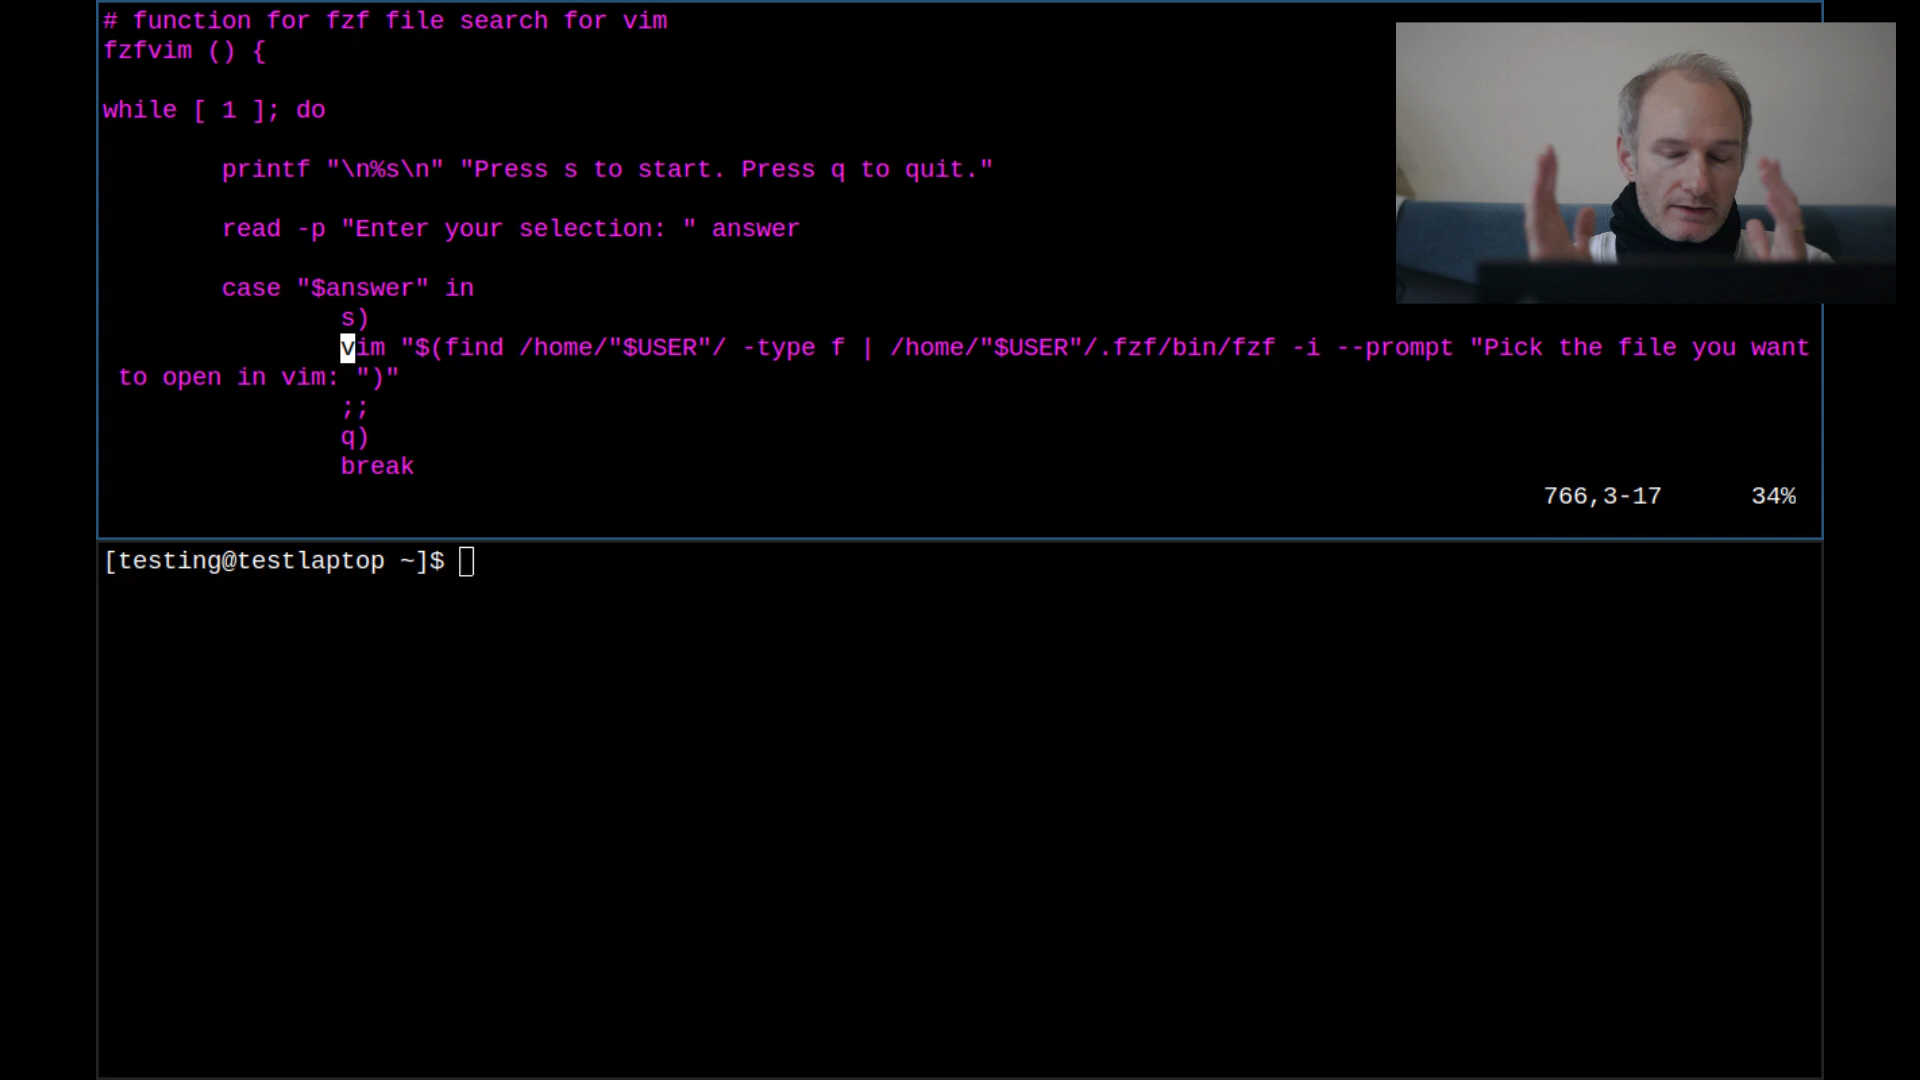 # function for fzf file search for vim
fzfvim () {
while [ 1 ]; do
printf "\n%s\n" "Press s to start. Press q to quit."
read -p "Enter your selection: " answer
case "$answer" in
s)
vim "$(find /home/"$USER"/ -type f | /home/"$USER"/.fzf/bin/fzf -i --prompt "Pick the file you want
to open in vim: ")"
;;
q)
break
766,3-17 34%
[testing@testlaptop ~]$